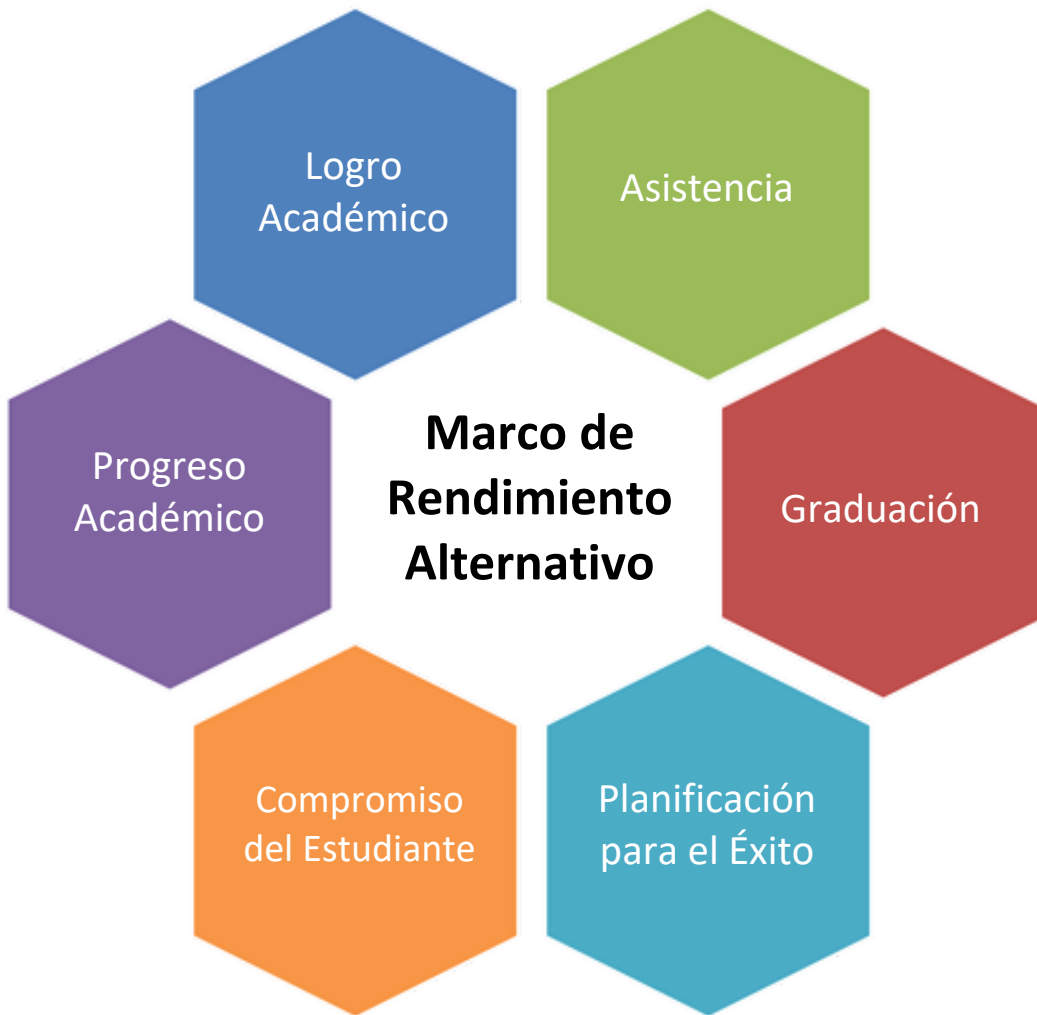 Logro
Académico
Asistencia
Progreso
Académico
Marco de
Rendimiento
Alternativo
Graduación
Compromiso
del Estudiante
Planificación
para el Éxito